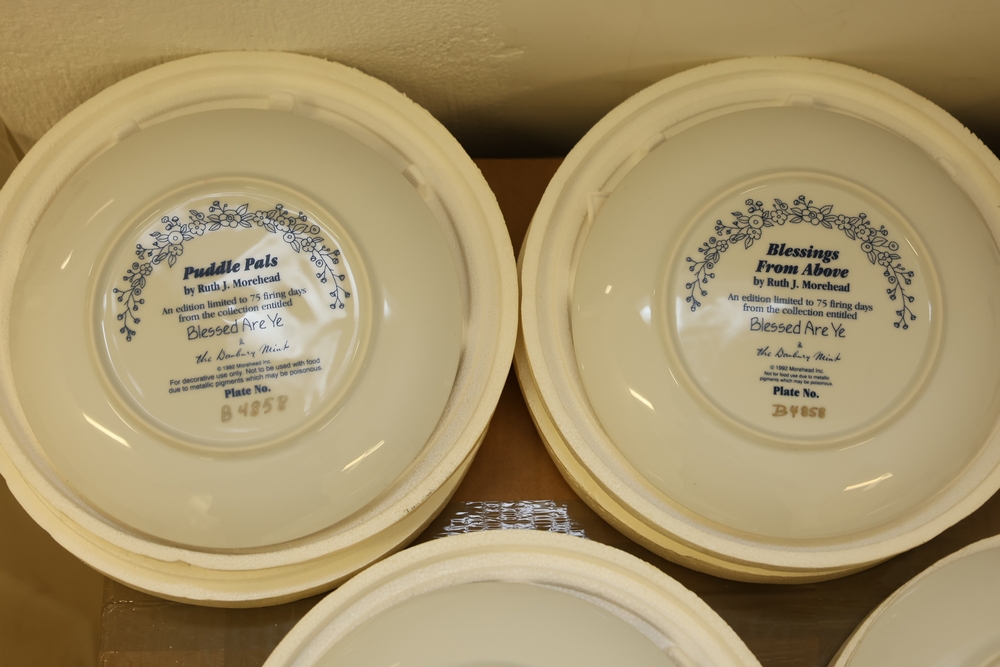 Puddle Pals
by Ruth J. Morehead
An edition limited to 75 firing days
from the collection entitled
Blessed Are Ye
&
the Danbury Mint
© 1992 Morehead Inc.
For decorative use only. Not to be used with food
due to metallic pigments which may be poisonous.
Plate No.
B4858
Blessings
From Above
by Ruth J. Morehead
An edition limited to 75 firing days
from the collection entitled
Blessed Are Ye
&
the Danbury Mint
© 1992 Morehead Inc.
Not for food use due to metallic
pigments which may be poisonous.
Plate No.
B4858